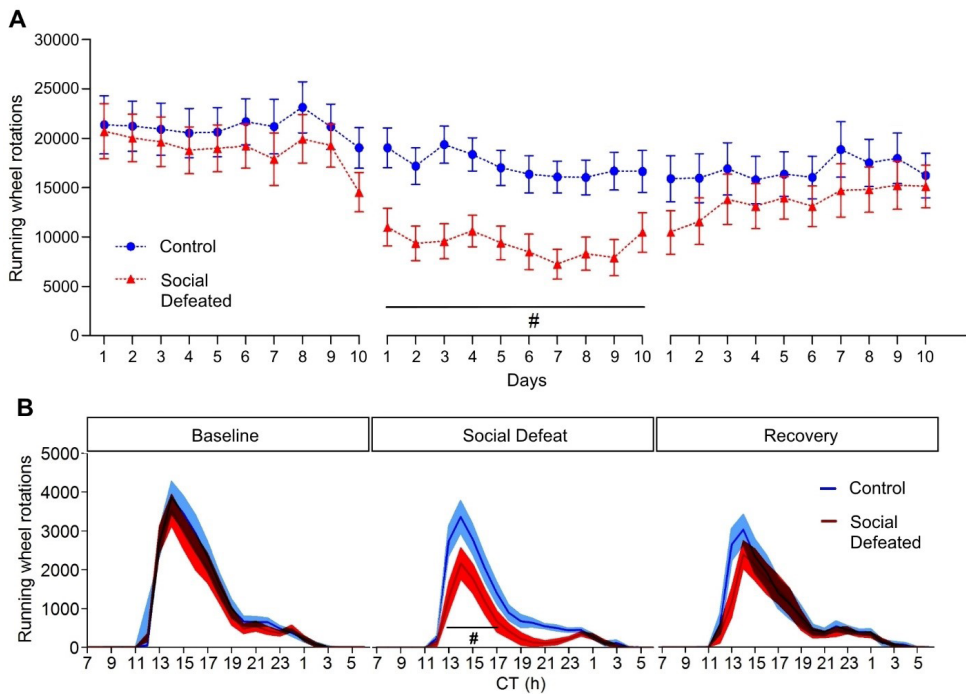 A
Running wheel rotations
30000
25000
20000
15000
10000
5000
0
Control
Social
Defeated
#
1 2 3 4 5 6 7 8 9 10 1 2 3 4 5 6 7 8 9 10 1 2 3 4 5 6 7 8 9 10
Days
B
Baseline Social Defeat Recovery
Running wheel rotations
5000
4000
3000
2000
1000
0
Control
Social
Defeated
#
7 9 11 13 15 17 19 21 23 1 3 5 7 9 11 13 15 17 19 21 23 1 3 5 7 9 11 13 15 17 19 21 23 1 3 5
CT (h)